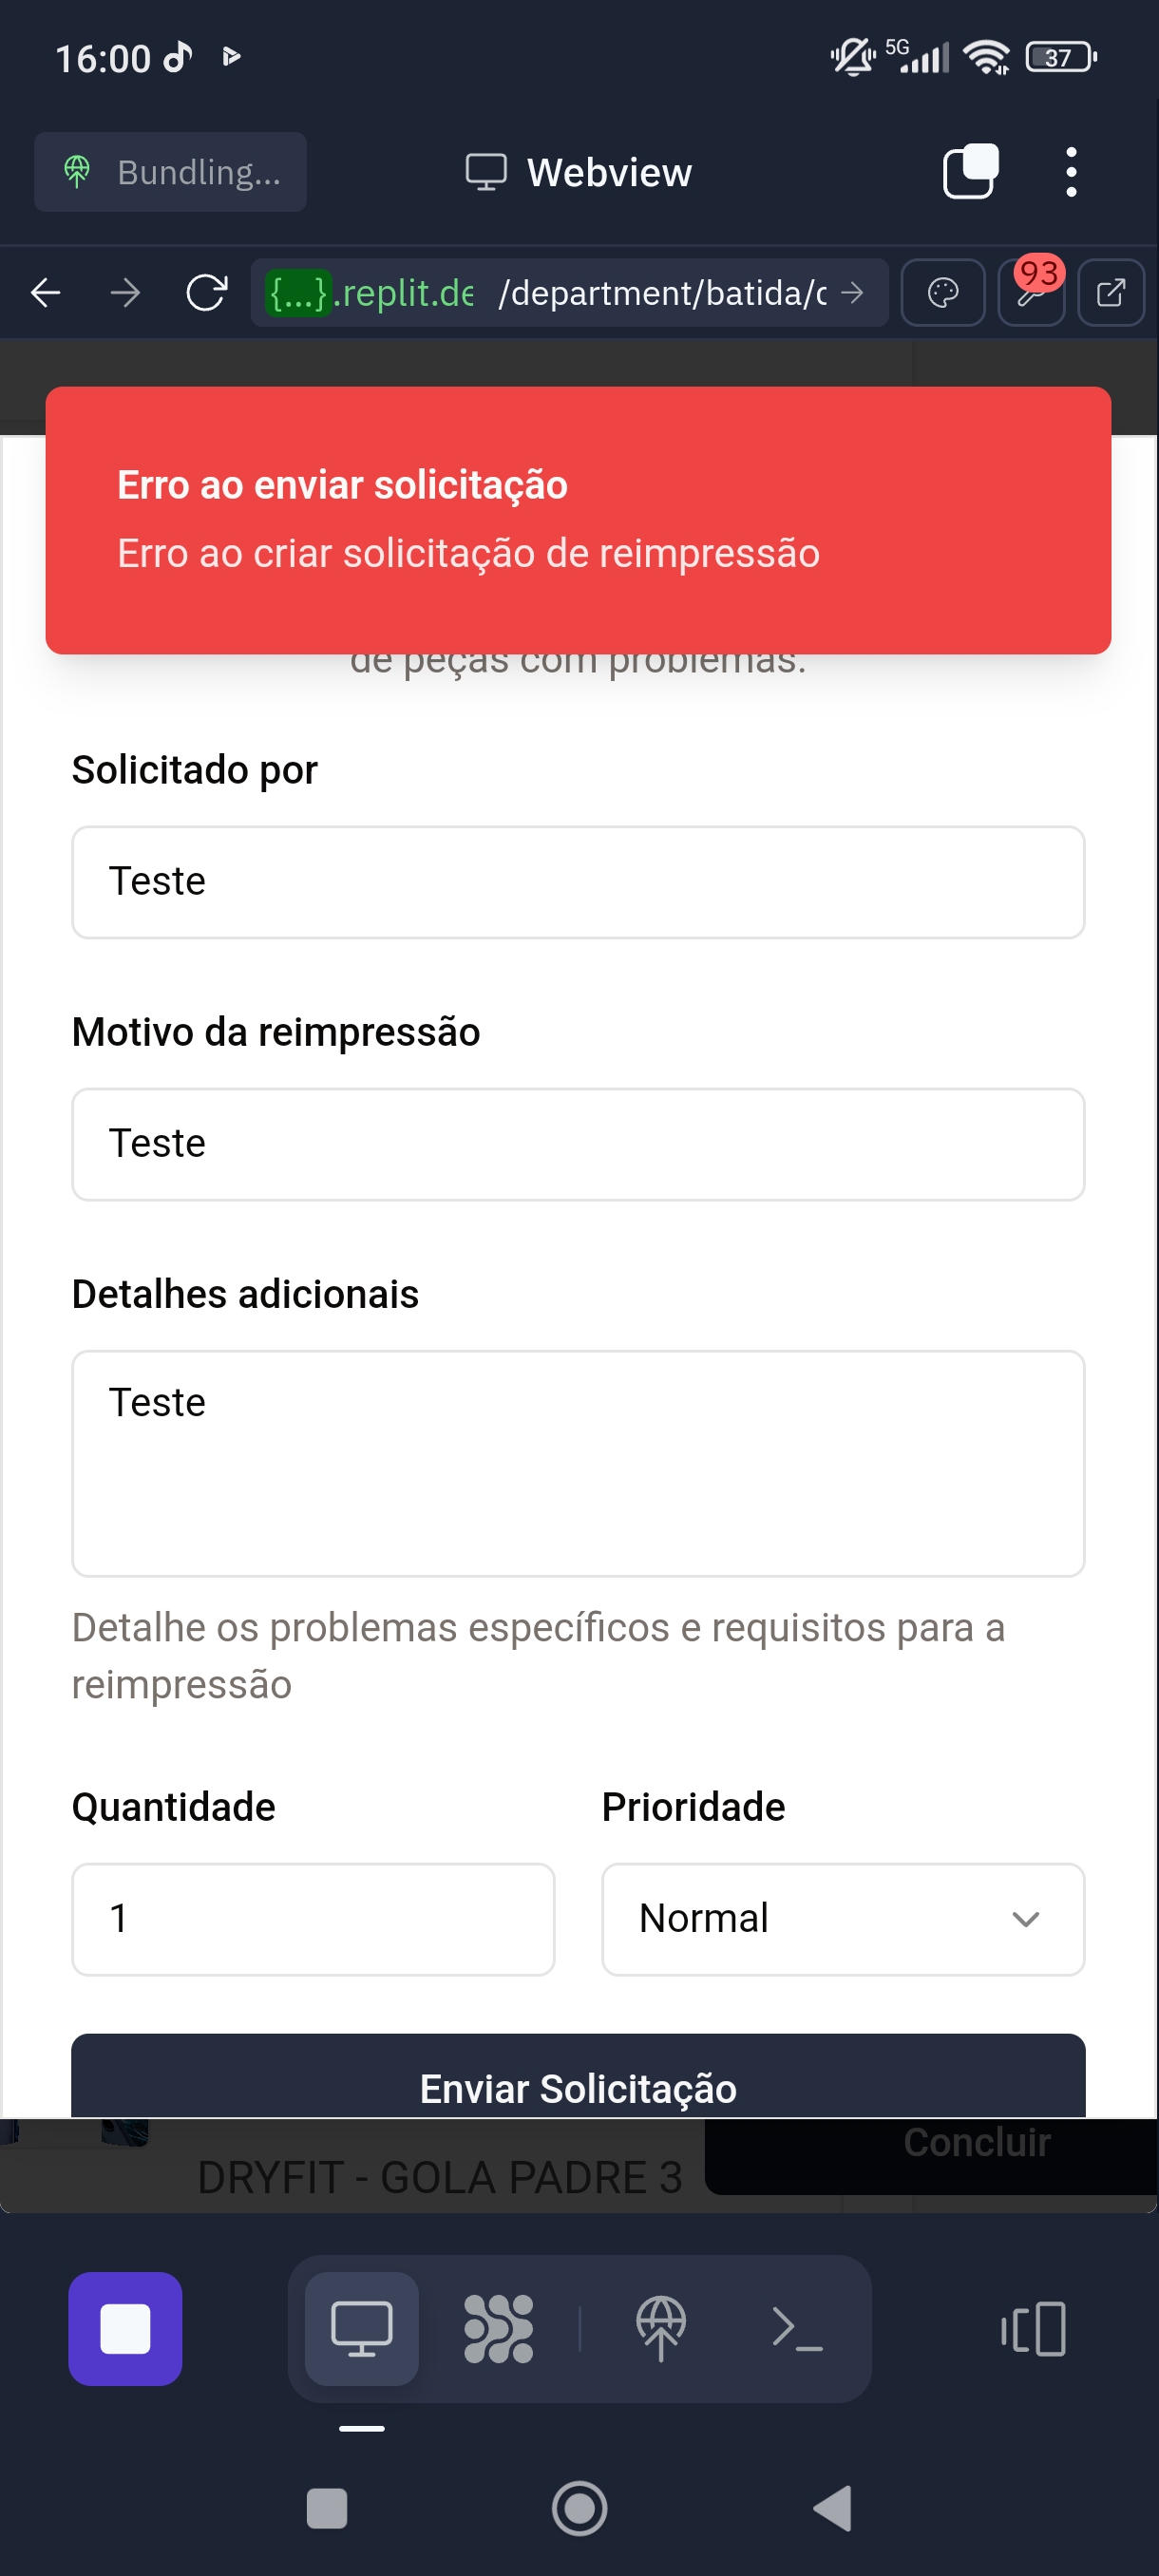 16:00
5G
37
Bundling...
Webview
{...}.replit.de /department/batida/c
93
Erro ao enviar solicitação
Erro ao criar solicitação de reimpressão
de peças com problemas.
Solicitado por
Teste
Motivo da reimpressão
Teste
Detalhes adicionais
Teste
Detalhe os problemas específicos e requisitos para a
reimpressão
Quantidade
Prioridade
1
Normal
Enviar Solicitação
Concluir
DRYFIT - GOLA PADRE 3